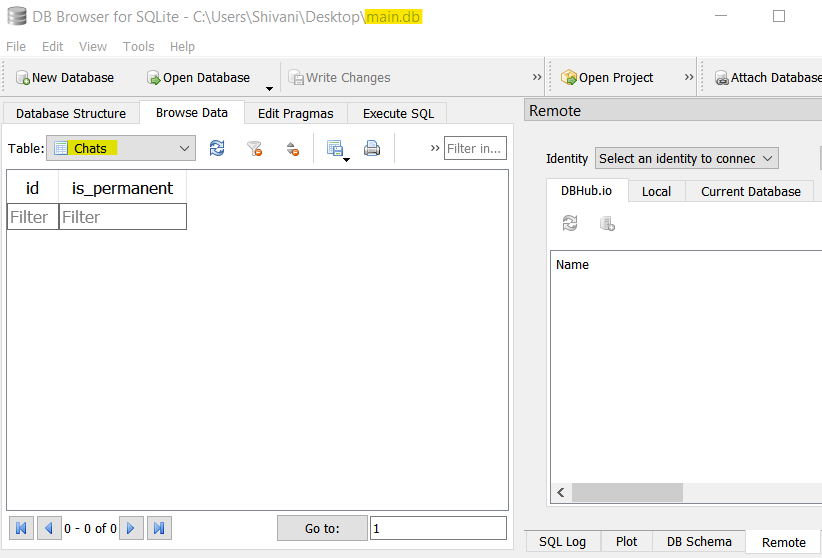 DB Browser for SQLite - C:\Users\Shivani\Desktop\main.db
File Edit View Tools Help
New Database Open Database Write Changes » Open Project » Attach Database
Database Structure Browse Data Edit Pragmas Execute SQL
Table: Chats » Filter in...
id is_permanent
Filter Filter
0 - 0 of 0 Go to: 1
Remote
Identity Select an identity to connec
DBHub.io Local Current Database
Name
SQL Log Plot DB Schema Remote